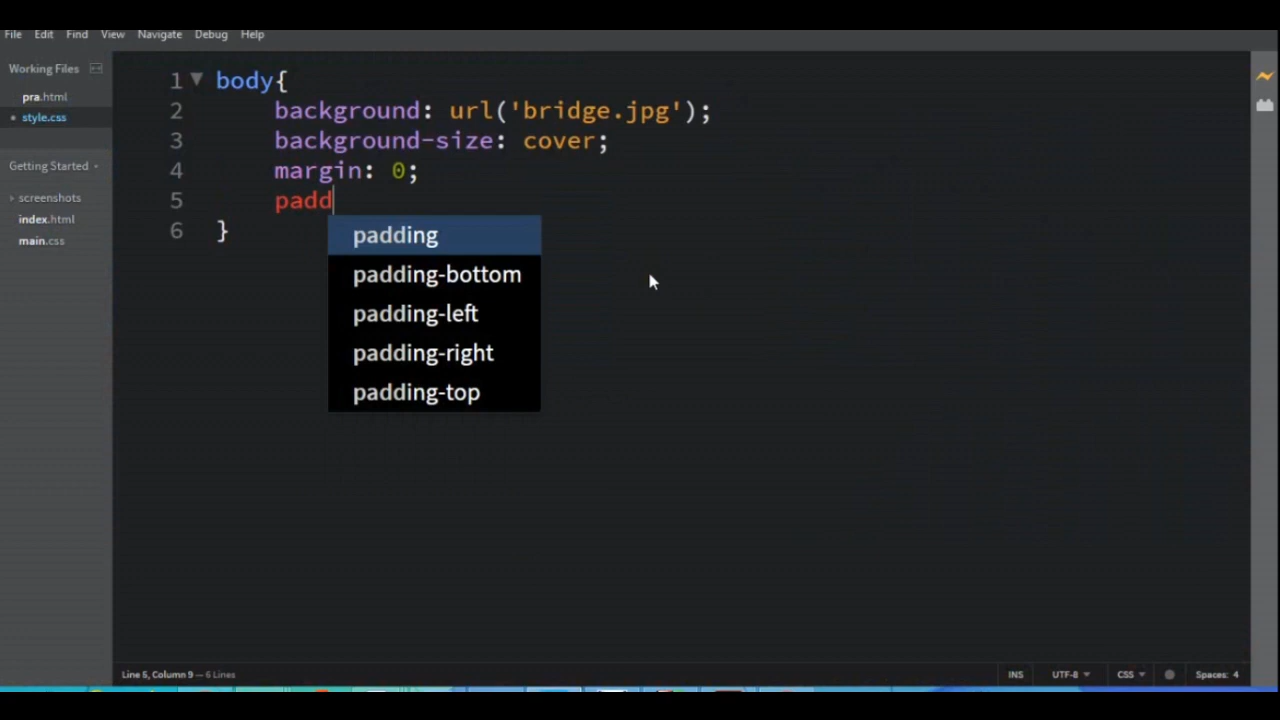 File Edit Find View Navigate Debug Help
Working Files
pra.html
style.css
Getting Started
screenshots
index.html
main.css
1 body{
2 background: url('bridge.jpg');
3 background-size: cover;
4 margin: 0;
5 padd
6 }
padding
padding-bottom
padding-left
padding-right
padding-top
Line 5, Column 9 — 6 Lines
INS UTF-8 CSS Spaces: 4